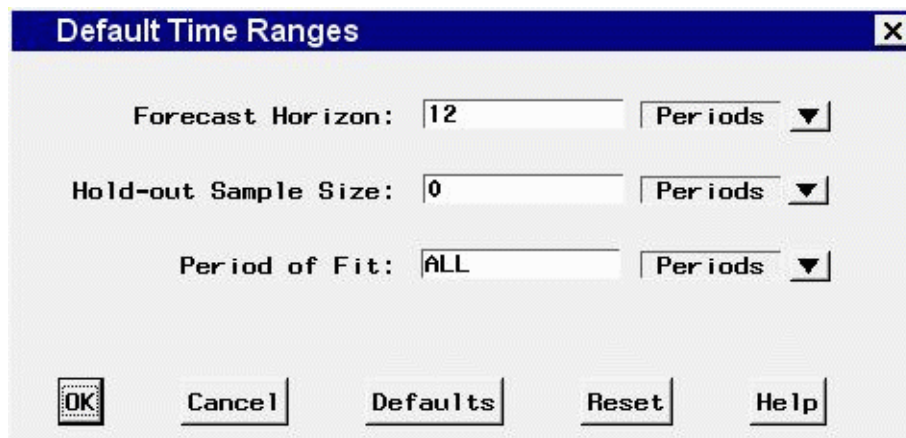 Default Time Ranges
Forecast Horizon: 12 Periods
Hold-out Sample Size: 0 Periods
Period of Fit: ALL Periods
OK Cancel Defaults Reset Help